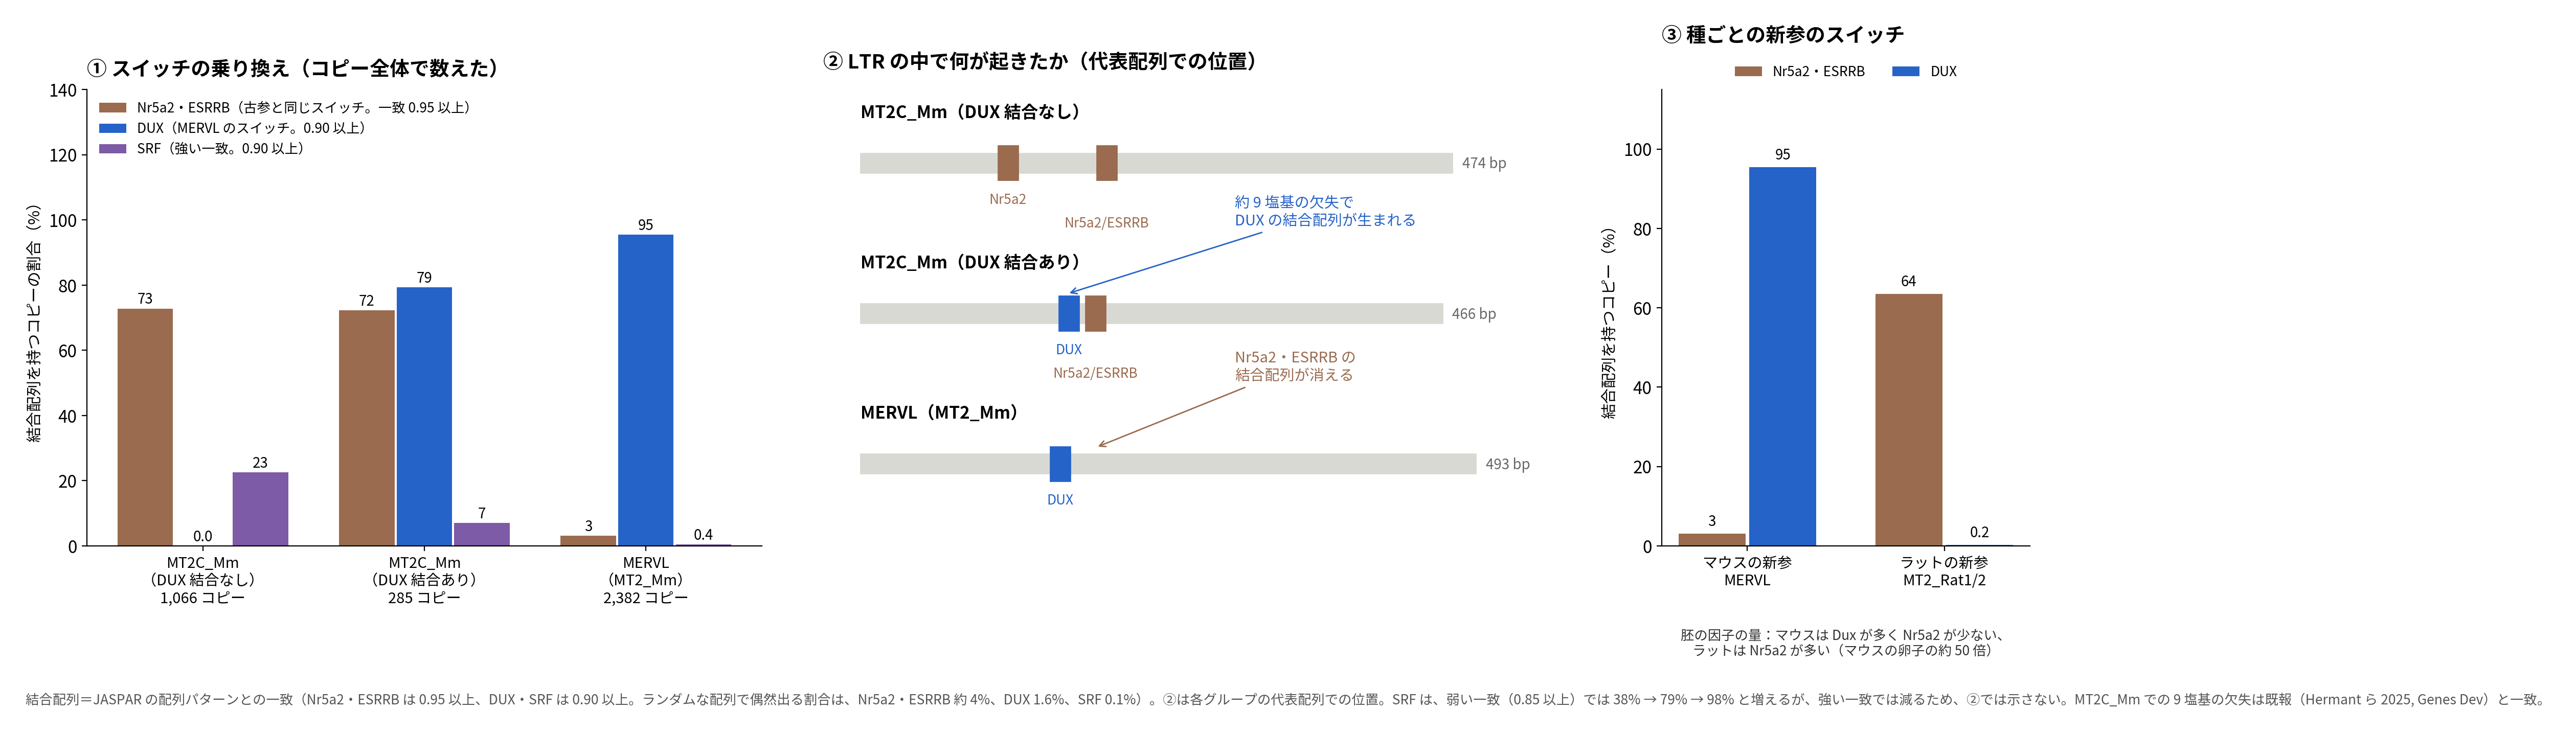 ① スイッチの乗り換え（コピー全体で数えた）
Nr5a2・ESRRB（古参と同じスイッチ。一致 0.95 以上）
DUX（MERVL のスイッチ。0.90 以上）
SRF（強い一致。0.90 以上）
結合配列を持つコピーの割合（%）
140
120
100
80
60
40
20
0
73
0.0
23
72
79
7
3
95
0.4
MT2C_Mm
（DUX 結合なし）
1,066 コピー
MT2C_Mm
（DUX 結合あり）
285 コピー
MERVL
（MT2_Mm）
2,382 コピー
② LTR の中で何が起きたか（代表配列での位置）
MT2C_Mm（DUX 結合なし）
474 bp
Nr5a2
Nr5a2/ESRRB
約 9 塩基の欠失で
DUX の結合配列が生まれる
MT2C_Mm（DUX 結合あり）
466 bp
DUX
Nr5a2/ESRRB
Nr5a2・ESRRB の
結合配列が消える
MERVL（MT2_Mm）
493 bp
DUX
③ 種ごとの新参のスイッチ
Nr5a2・ESRRB
DUX
結合配列を持つコピー（%）
100
80
60
40
20
0
3
95
64
0.2
マウスの新参
MERVL
ラットの新参
MT2_Rat1/2
胚の因子の量：マウスは Dux が多く Nr5a2 が少ない、
ラットは Nr5a2 が多い（マウスの卵子の約 50 倍）
結合配列＝JASPAR の配列パターンとの一致（Nr5a2・ESRRB は 0.95 以上、DUX・SRF は 0.90 以上。ランダムな配列で偶然出る割合は、Nr5a2・ESRRB 約 4%、DUX 1.6%、SRF 0.1%）。②は各グループの代表配列での位置。SRF は、弱い一致（0.85 以上）では 38% → 79% → 98% と増えるが、強い一致では減るため、②では示さない。MT2C_Mm での 9 塩基の欠失は既報（Hermant ら 2025, Genes Dev）と一致。